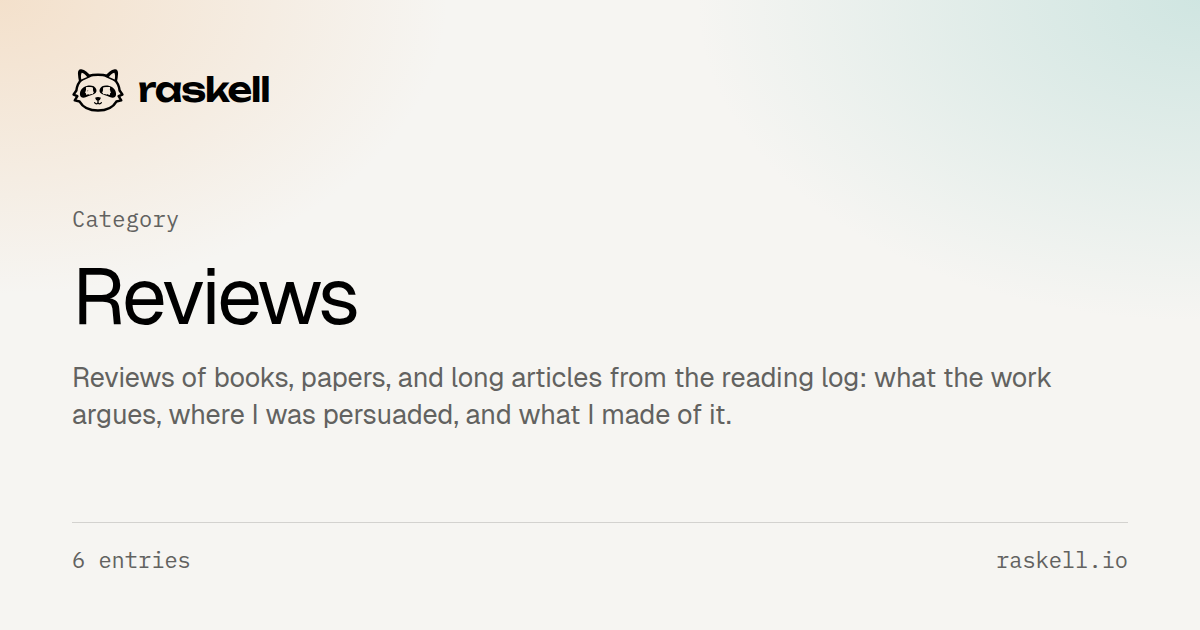 raskell
Category
Reviews
Reviews of books, papers, and long articles from the reading log: what the work
argues, where I was persuaded, and what I made of it.
6 entries
raskell.io